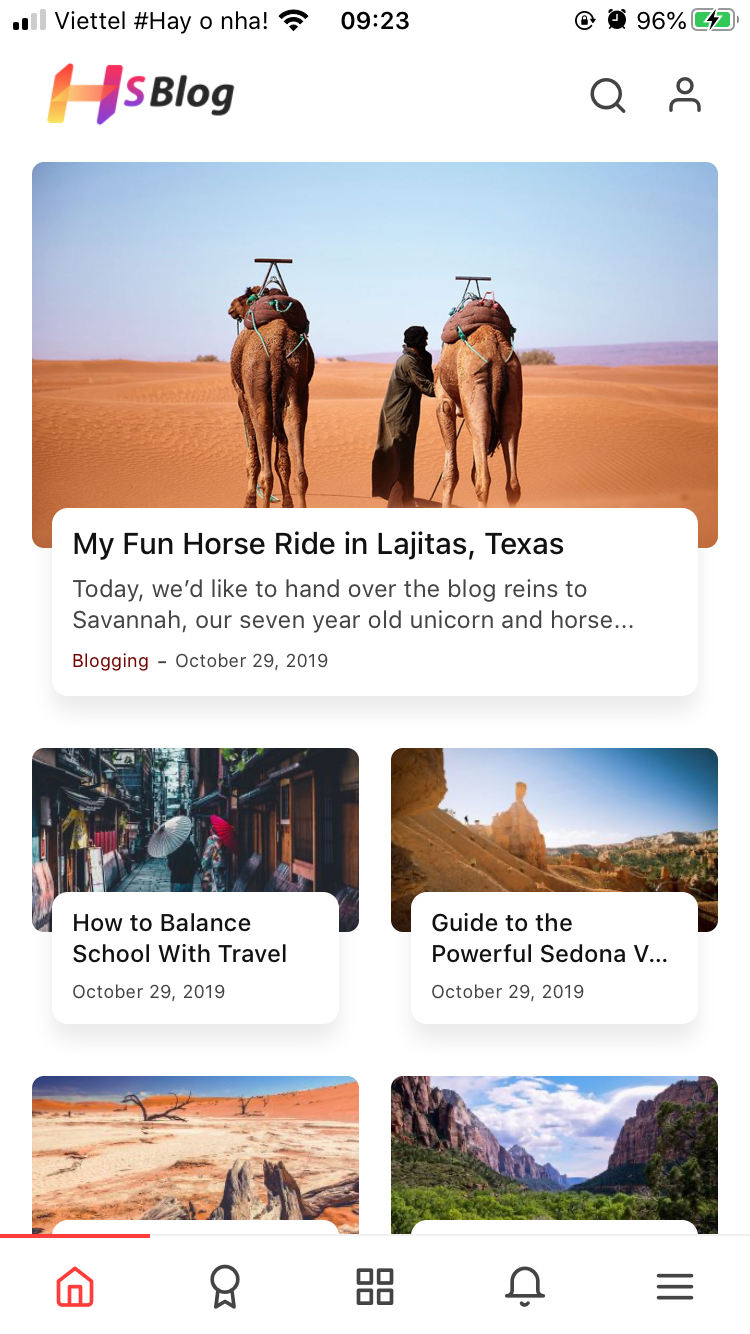 Viettel #Hay o nha! 09:23 96%
HSBlog
My Fun Horse Ride in Lajitas, Texas
Today, we’d like to hand over the blog reins to
Savannah, our seven year old unicorn and horse...
Blogging – October 29, 2019
How to Balance
School With Travel
October 29, 2019
Guide to the
Powerful Sedona V...
October 29, 2019